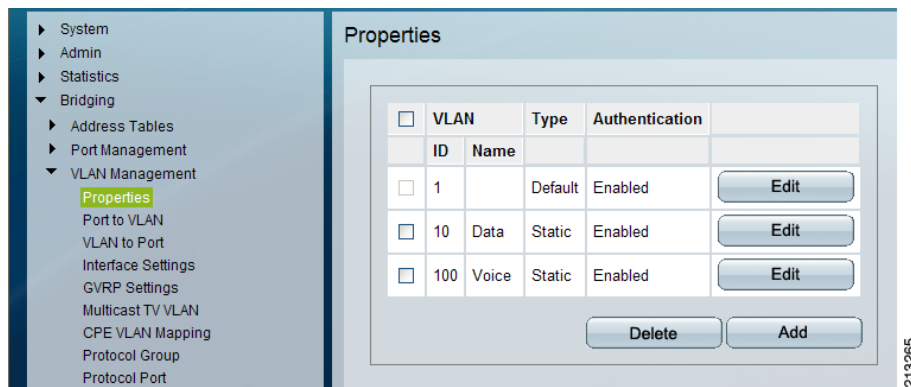 System
Admin
Statistics
Bridging
Address Tables
Port Management
VLAN Management
Properties
Port to VLAN
VLAN to Port
Interface Settings
GVRP Settings
Multicast TV VLAN
CPE VLAN Mapping
Protocol Group
Protocol Port
Properties
VLAN Type Authentication
ID Name
1 Default Enabled Edit
10 Data Static Enabled Edit
100 Voice Static Enabled Edit
Delete Add
213265